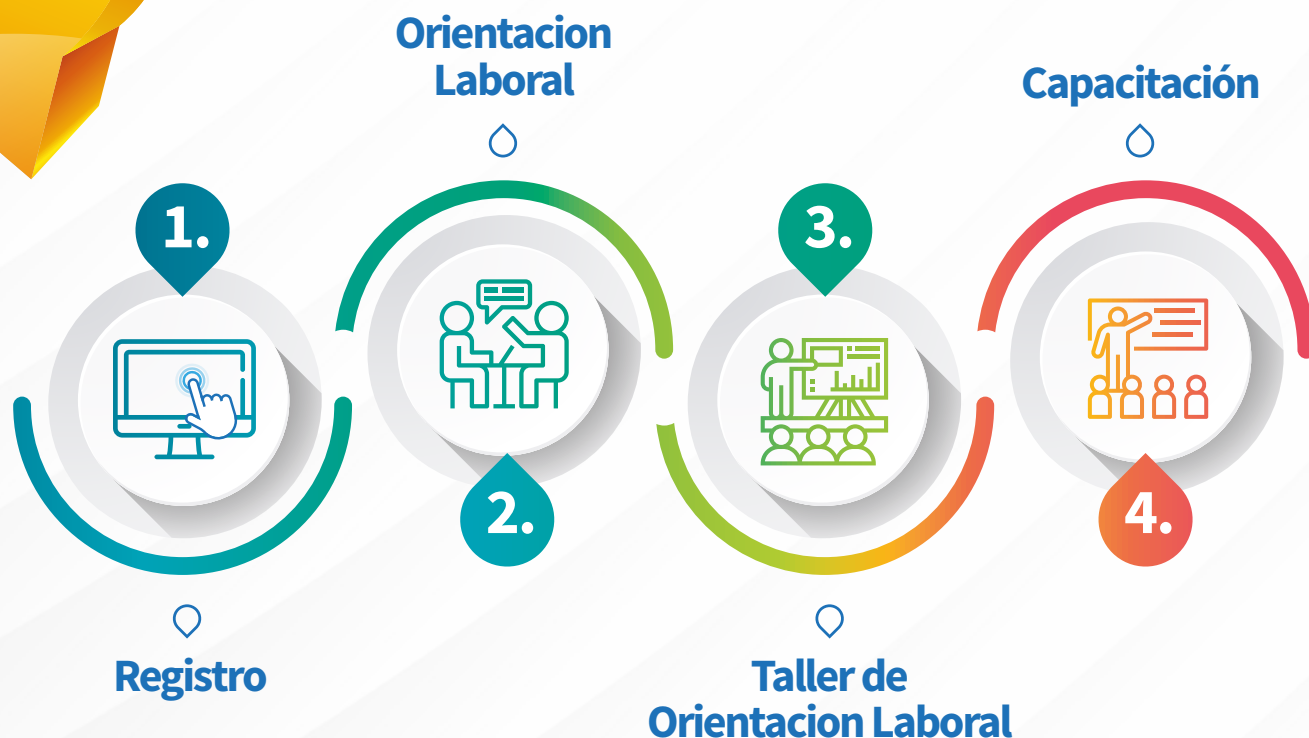 1.
Registro
Orientacion
Laboral
2.
3.
Taller de
Orientacion Laboral
Capacitación
4.